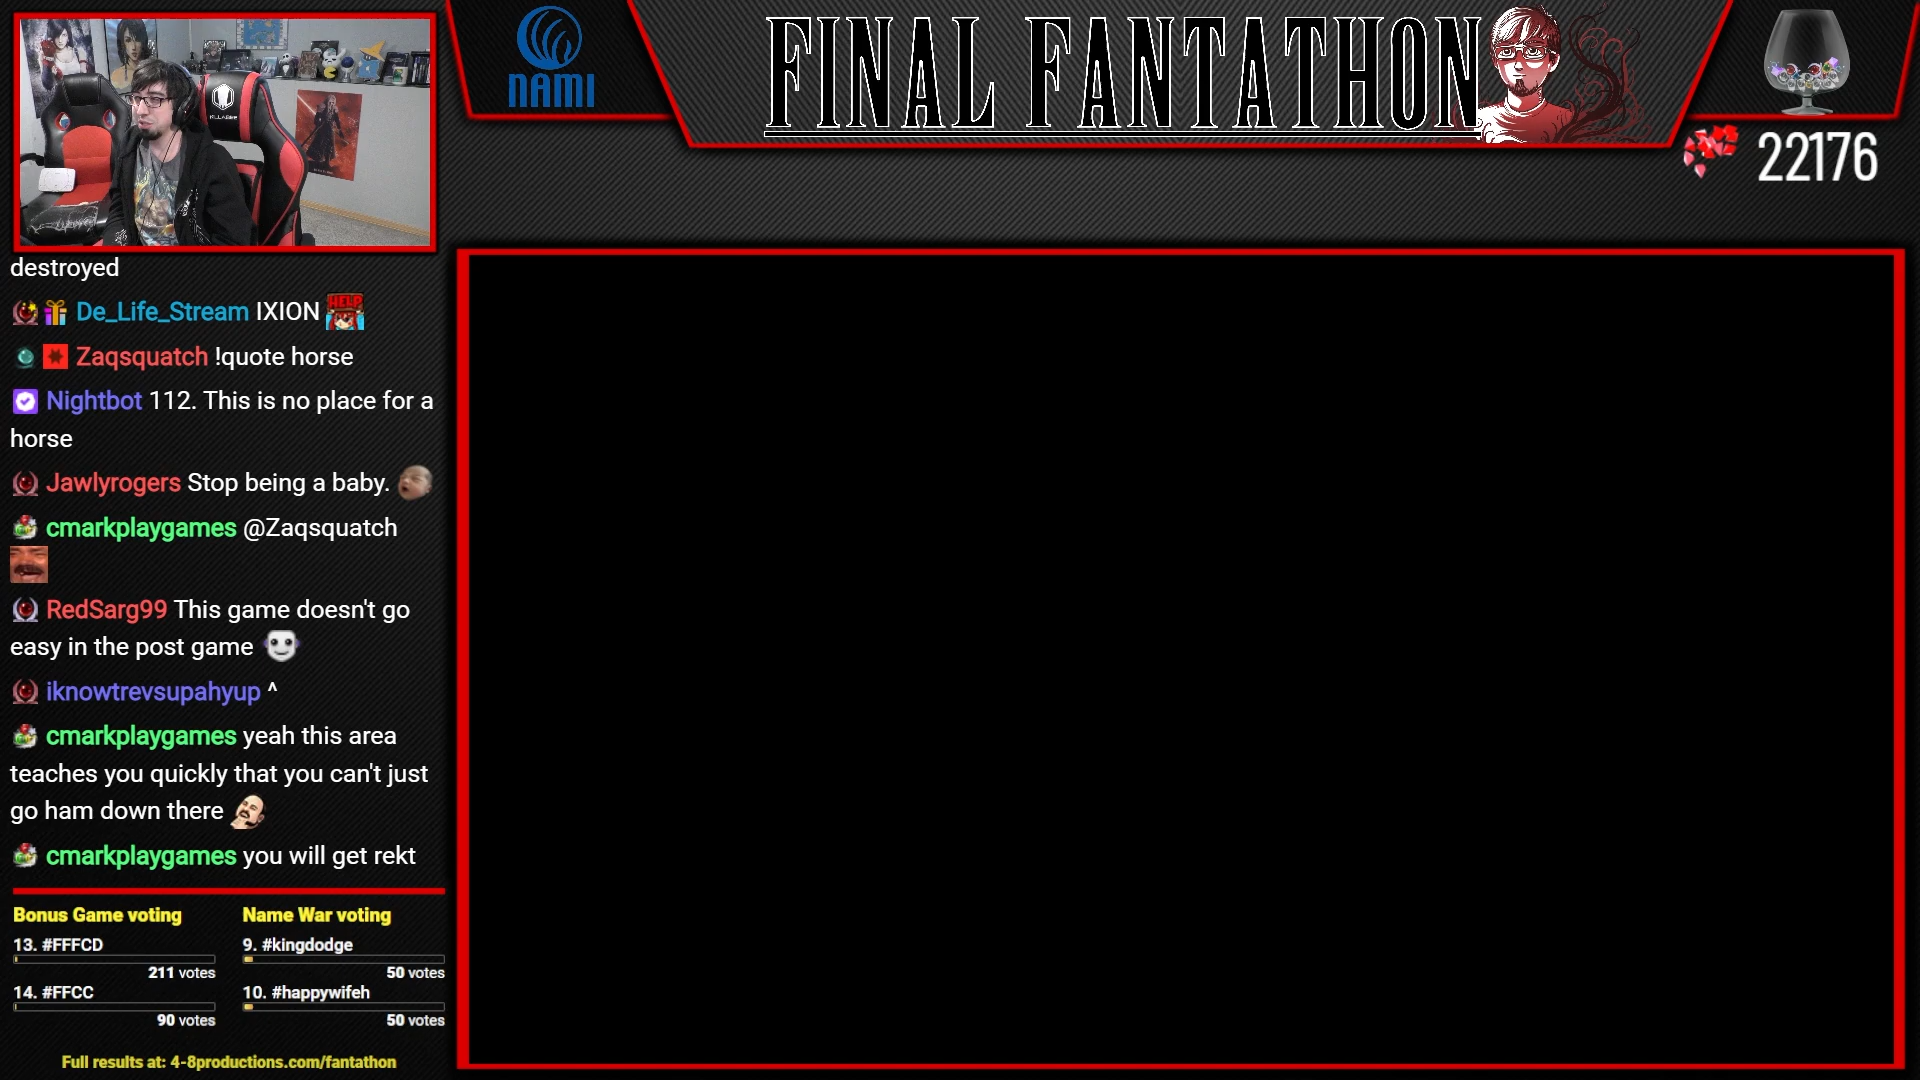 KILLABEE
NAMI
FINAL FANTATHON
22176
destroyed
De_Life_Stream IXION HELP
Zaqsquatch !quote horse
Nightbot 112. This is no place for a
horse
Jawlyrogers Stop being a baby.
cmarkplaygames @Zaqsquatch
RedSarg99 This game doesn't go
easy in the post game
iknowtrevsupahyup ^
cmarkplaygames yeah this area
teaches you quickly that you can't just
go ham down there
cmarkplaygames you will get rekt
Bonus Game voting
13. #FFFCD
211 votes
14. #FFCC
90 votes
Name War voting
9. #kingdodge
50 votes
10. #happywifeh
50 votes
Full results at: 4-8productions.com/fantathon